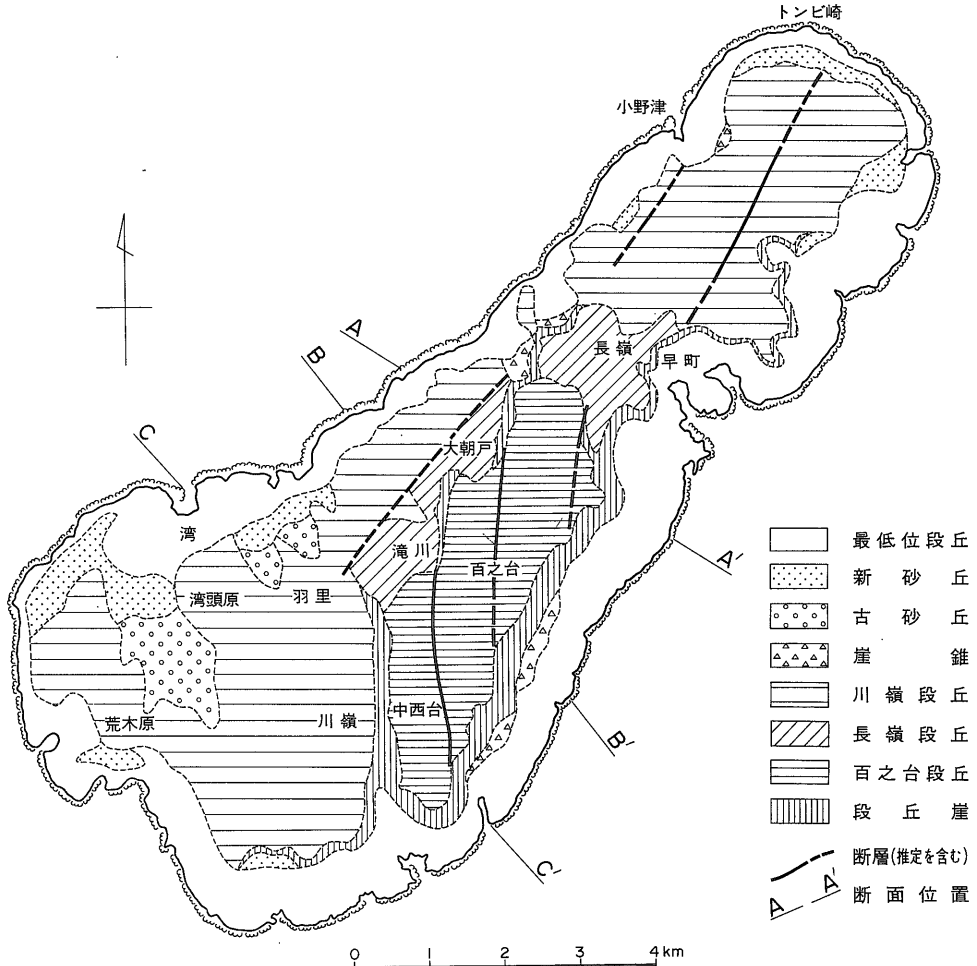 トンビ崎
小野津
A
B
長嶺
早町
C
大朝戸
湾
滝川
百之台
A'
湾頭原
羽里
荒木原
川嶺
中西台
B'
C'
最低位段丘
新砂丘
古砂丘
崖錐
川嶺段丘
長嶺段丘
百之台段丘
段丘崖
断層(推定を含む)
A A' 断面位置
0 1 2 3 4km